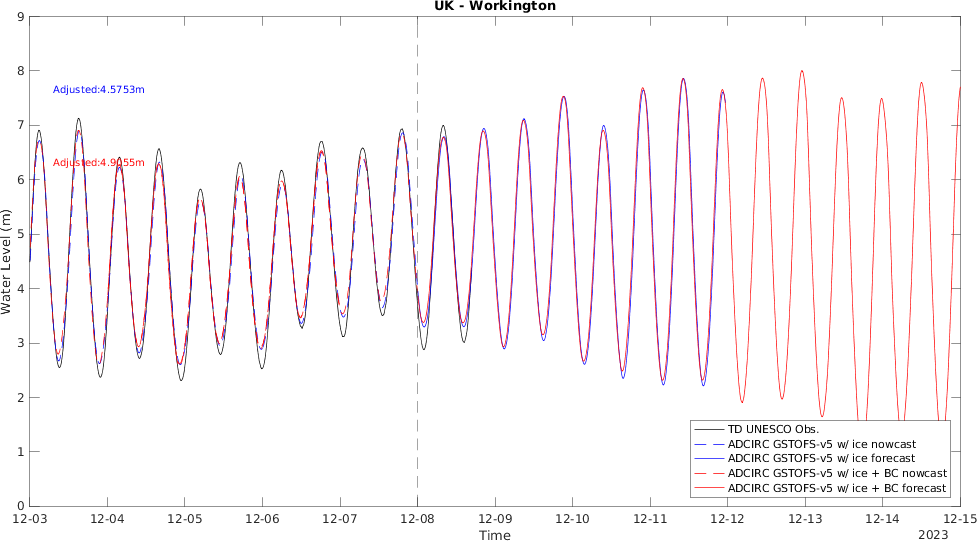 UK - Workington
9
8
7
6
5
4
3
2
1
0
Water Level (m)
Adjusted:4.5753m
Adjusted:4.9255m
TD UNESCO Obs.
ADCIRC GSTOFS-v5 w/ ice nowcast
ADCIRC GSTOFS-v5 w/ ice forecast
ADCIRC GSTOFS-v5 w/ ice + BC nowcast
ADCIRC GSTOFS-v5 w/ ice + BC forecast
12-03 12-04 12-05 12-06 12-07 12-08 12-09 12-10 12-11 12-12 12-13 12-14 12-15
Time
2023